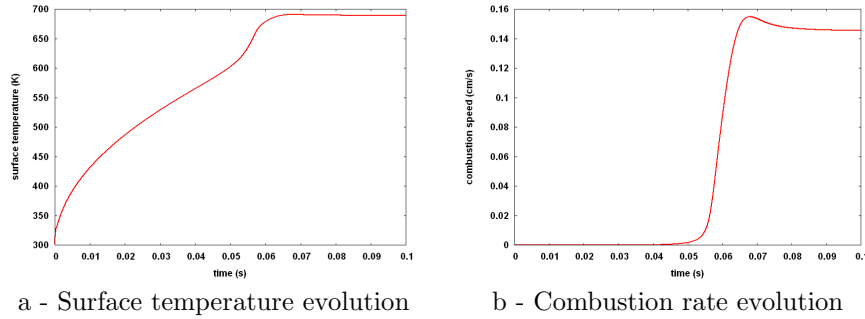 700
650
600
550
500
450
400
350
300
surface temperature (K)
0 0.01 0.02 0.03 0.04 0.05 0.06 0.07 0.08 0.09 0.1
time (s)
a - Surface temperature evolution
0.16
0.14
0.12
0.1
0.08
0.06
0.04
0.02
0
combustion speed (cm/s)
0 0.01 0.02 0.03 0.04 0.05 0.06 0.07 0.08 0.09 0.1
time (s)
b - Combustion rate evolution